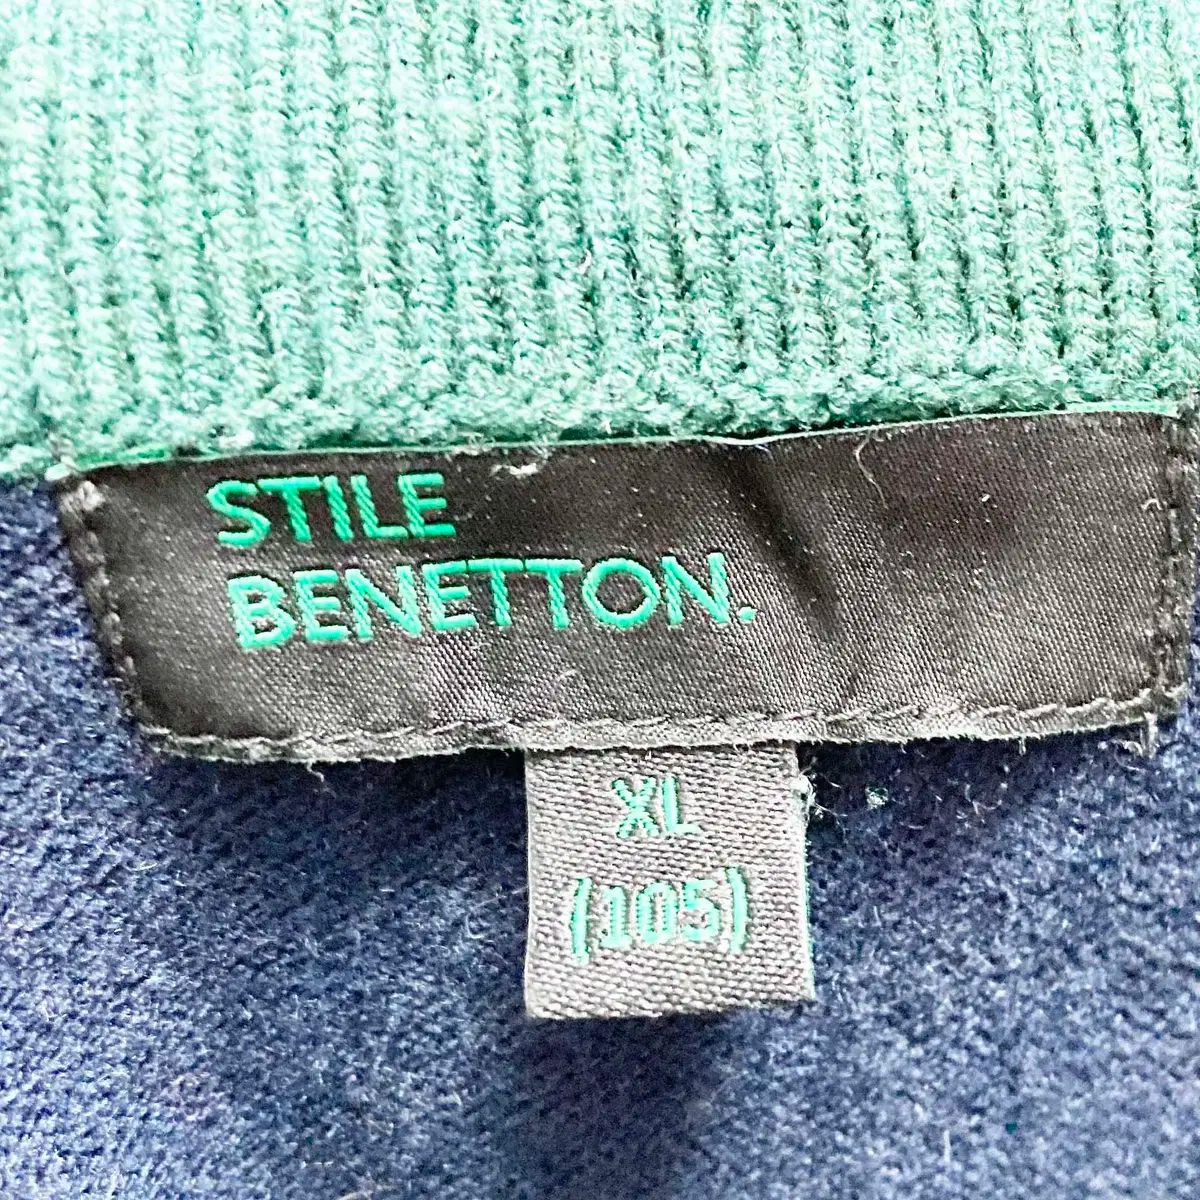 STILE
BENETTON.
XL
(105)